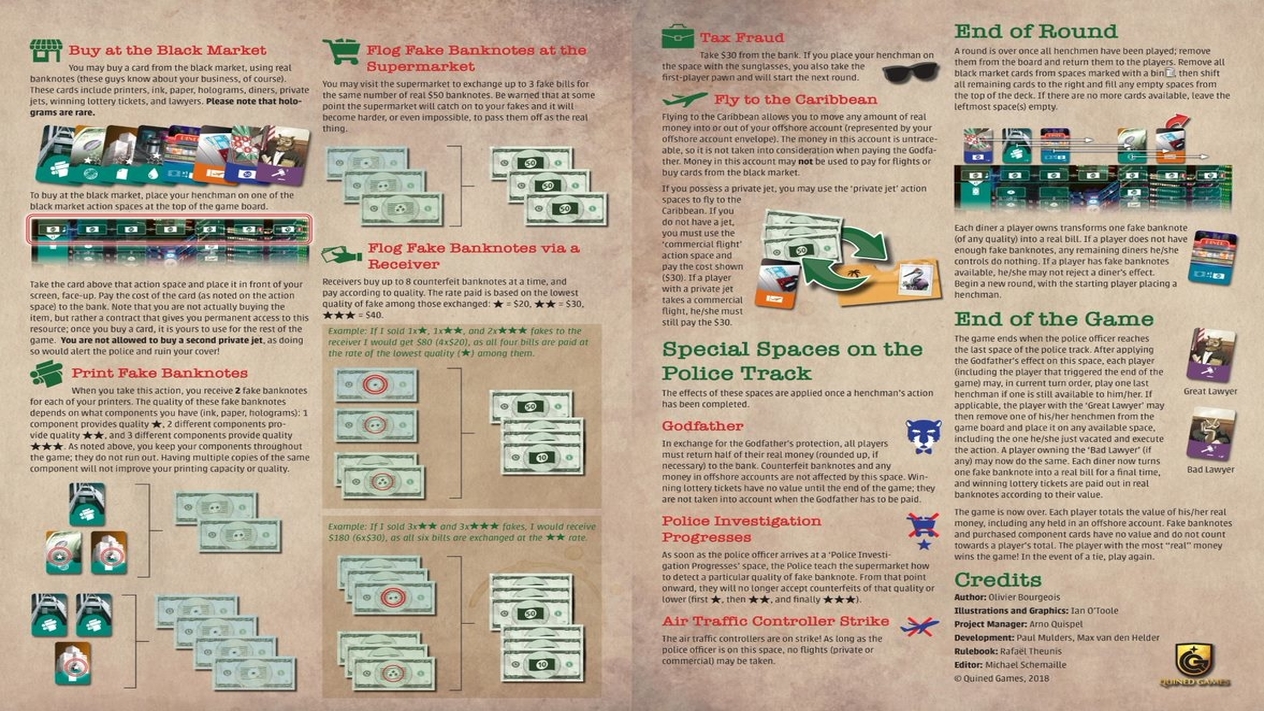 Buy at the Black Market
You may buy a card from the black market, using real
banknotes (these guys know about your business, of course).
These cards include printers, ink, paper, holograms, diners, private
jets, winning lottery tickets, and lawyers. Please note that holo-
grams are rare.
To buy at the black market, place your henchman on one of the
black market action spaces at the top of the game board.
Take the card above that action space and place it in front of your
screen, face-up. Pay the cost of the card (as noted on the action
space) to the bank. Note that you are not actually buying the
item, but rather a contract that gives you permanent access to this
resource; once you buy a card, it is yours to use for the rest of the
game. You are not allowed to buy a second private jet, as doing
so would alert the police and ruin your cover!
Print Fake Banknotes
When you take this action, you receive 2 fake banknotes
for each of your printers. The quality of these fake banknotes
depends on what components you have (ink, paper, holograms): 1
component provides quality ★, 2 different components pro-
vide quality ★★, and 3 different components provide quality
★★★. As noted above, you keep your components throughout
the game; they do not run out. Having multiple copies of the same
component will not improve your printing capacity or quality.
Flog Fake Banknotes at the
Supermarket
You may visit the supermarket to exchange up to 3 fake bills for
the same number of real $50 banknotes. Be warned that at some
point the supermarket will catch on to your fakes and it will
become harder, or even impossible, to pass them off as the real
thing.
50
50
50
Flog Fake Banknotes via a
Receiver
Receivers buy up to 8 counterfeit banknotes at a time, and
pay according to quality. The rate paid is based on the lowest
quality of fake among those exchanged: ★ = $20, ★★ = $30,
★★★ = $40.
Example: If I sold 1x★, 1x★★, and 2x★★★ fakes to the
receiver I would get $80 (4x$20), as all four bills are paid at
the rate of the lowest quality (★) among them.
50
10
Example: If I sold 3x★★ and 3x★★★ fakes, I would receive
$180 (6x$30), as all six bills are exchanged at the ★★ rate.
50
10
Tax Fraud
Take $30 from the bank. If you place your henchman on
the space with the sunglasses, you also take the
first-player pawn and will start the next round.
Fly to the Caribbean
Flying to the Caribbean allows you to move any amount of real
money into or out of your offshore account (represented by your
offshore account envelope). The money in this account is untrace-
able, so it is not taken into consideration when paying the Godfa-
ther. Money in this account may not be used to pay for flights or
buy cards from the black market.
If you possess a private jet, you may use the 'private jet' action
spaces to fly to the
Caribbean. If you
do not have a jet,
you must use the
'commercial flight'
action space and
pay the cost shown
($30). If a player
with a private jet
takes a commercial
flight, he/she must
still pay the $30.
Special Spaces on the
Police Track
The effects of these spaces are applied once a henchman's action
has been completed.
Godfather
In exchange for the Godfather's protection, all players
must return half of their real money (rounded up, if
necessary) to the bank. Counterfeit banknotes and any
money in offshore accounts are not affected by this space. Win-
ning lottery tickets have no value until the end of the game; they
are not taken into account when the Godfather has to be paid.
Police Investigation
Progresses
As soon as the police officer arrives at a 'Police Investi-
gation Progresses' space, the Police teach the supermarket how
to detect a particular quality of fake banknote. From that point
onward, they will no longer accept counterfeits of that quality or
lower (first ★, then ★★, and finally ★★★).
Air Traffic Controller Strike
The air traffic controllers are on strike! As long as the
police officer is on this space, no flights (private or
commercial) may be taken.
End of Round
A round is over once all henchmen have been played; remove
them from the board and return them to the players. Remove all
black market cards from spaces marked with a bin, then shift
all remaining cards to the right and fill any empty spaces from
the top of the deck. If there are no more cards available, leave the
leftmost space(s) empty.
Each diner a player owns transforms one fake banknote
(of any quality) into a real bill. If a player does not have
enough fake banknotes, any remaining diners he/she
controls do nothing. If a player has fake banknotes
available, he/she may not reject a diner's effect.
Begin a new round, with the starting player placing a
henchman.
End of the Game
The game ends when the police officer reaches
the last space of the police track. After applying
the Godfather's effect on this space, each player
(including the player that triggered the end of the
game) may, in current turn order, play one last
henchman if one is still available to him/her. If
applicable, the player with the 'Great Lawyer' may
then remove one of his/her henchmen from the
game board and place it on any available space,
including the one he/she just vacated and execute
the action. A player owning the 'Bad Lawyer' (if
any) may now do the same. Each diner now turns
one fake banknote into a real bill for a final time,
and winning lottery tickets are paid out in real
banknotes according to their value.
Great Lawyer
Bad Lawyer
The game is now over. Each player totals the value of his/her real
money, including any held in an offshore account. Fake banknotes
and purchased component cards have no value and do not count
towards a player's total. The player with the most "real" money
wins the game! In the event of a tie, play again.
Credits
Author: Olivier Bourgeois
Illustrations and Graphics: Ian O'Toole
Project Manager: Arno Quispel
Development: Paul Mulders, Max van den Helder
Rulebook: Rafaël Theunis
Editor: Michael Schemaille
© Quined Games, 2018
QUINED GAMES